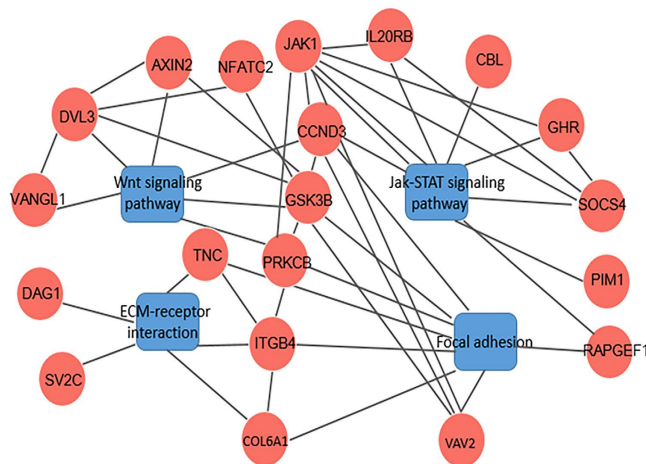 JAK1
IL20RB
AXIN2
NFATC2
CBL
DVL3
CCND3
GHR
Wnt signaling
pathway
Jak-STAT signaling
pathway
VANGL1
GSK3B
SOCS4
TNC
PRKCB
DAG1
PIM1
ECM-receptor
interaction
ITGB4
Focal adhesion
RAPGEF1
SV2C
COL6A1
VAV2